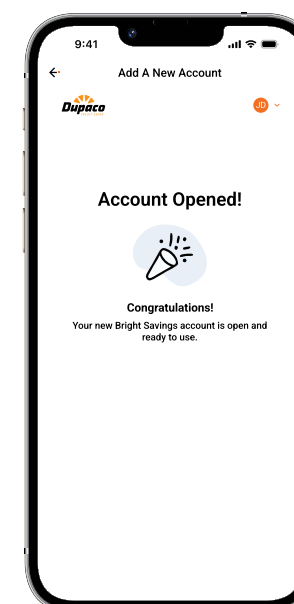 9:41
Add A New Account
Dupaco
JD
Account Opened!
Congratulations!
Your new Bright Savings account is open and
ready to use.